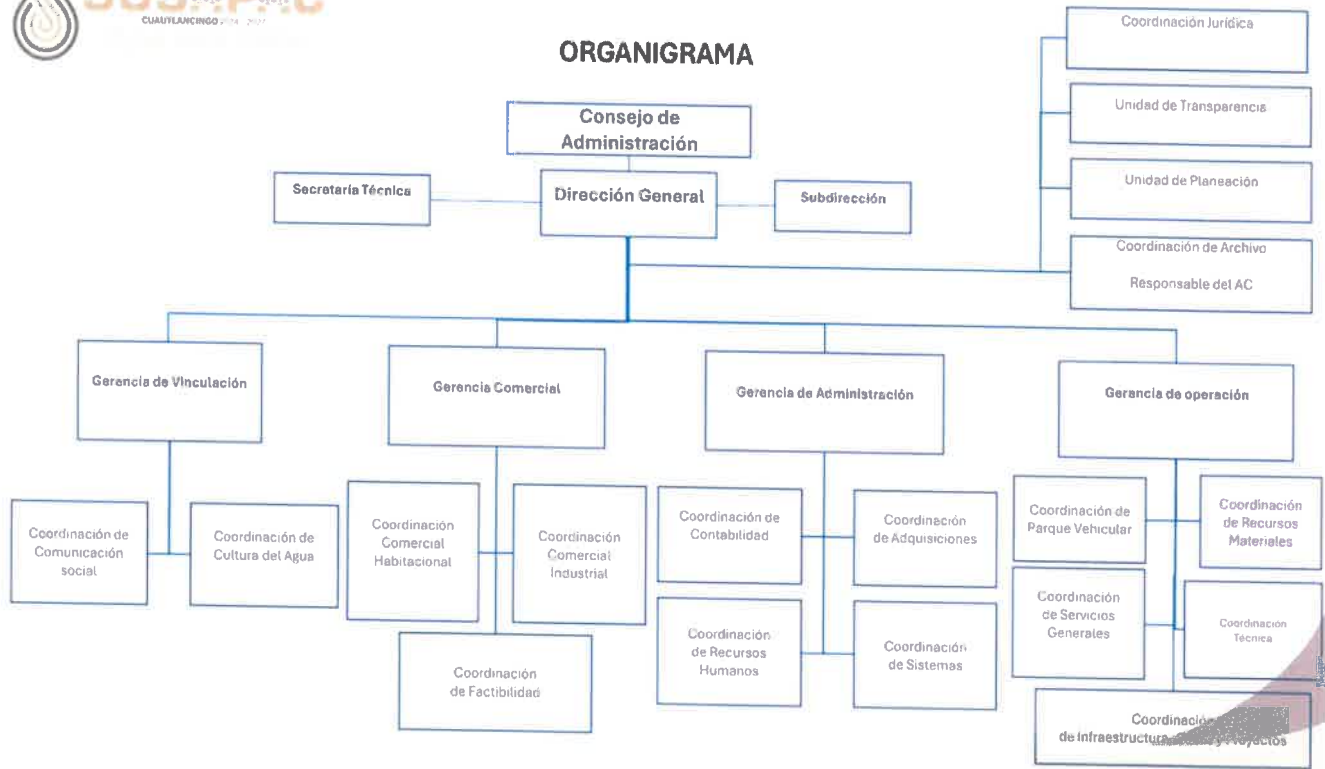 CUAUTLANCINGO
ORGANIGRAMA
Consejo de
Administración
Secretaría Técnica
Dirección General
Subdirección
Coordinación Jurídica
Unidad de Transparencia
Unidad de Planeación
Coordinación de Archivo
Responsable del AC
Gerencia de Vinculación
Gerencia Comercial
Gerencia de Administración
Gerencia de operación
Coordinación de
Comunicación
social
Coordinación de
Cultura del Agua
Coordinación
Comercial
Habitacional
Coordinación
Comercial
Industrial
Coordinación
de Factibilidad
Coordinación de
Contabilidad
Coordinación
de Adquisiciones
Coordinación
de Recursos
Humanos
Coordinación
de Sistemas
Coordinación de
Parque Vehicular
Coordinación
de Recursos
Materiales
Coordinación
de Servicios
Generales
Coordinación
Técnica
Coordinación
de Infraestructura y Proyectos